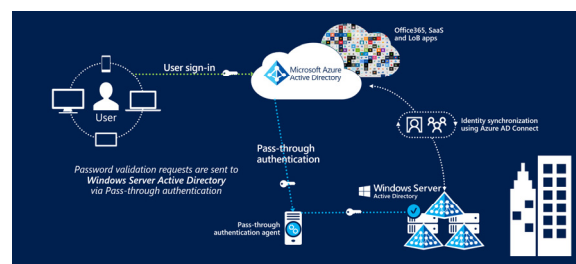 Office365, SaaS
and LoB apps
User sign-in
Microsoft Azure
Active Directory
User
Identity synchronization
using Azure AD Connect
Pass-through
authentication
Password validation requests are sent to
Windows Server Active Directory
via Pass-through authentication
Windows Server
Active Directory
Pass-through
authentication agent